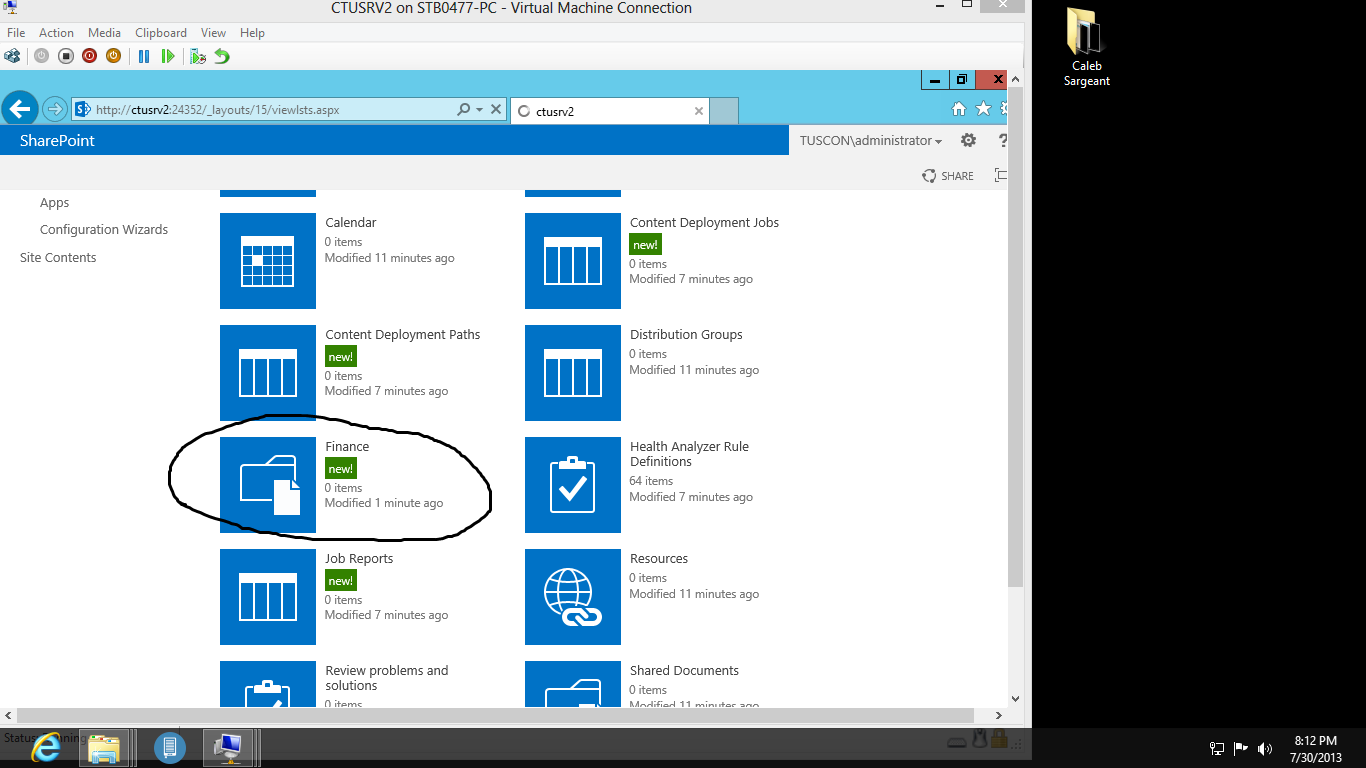 CTUSRV2 on STB0477-PC - Virtual Machine Connection
File Action Media Clipboard View Help
http://ctusrv2:24352/_layouts/15/viewlsts.aspx
ctusrv2
SharePoint
TUSCON\administrator
?
SHARE
Apps
Configuration Wizards
Site Contents
Calendar
0 items
Modified 11 minutes ago
Content Deployment Jobs
new!
0 items
Modified 7 minutes ago
Content Deployment Paths
new!
0 items
Modified 7 minutes ago
Distribution Groups
0 items
Modified 11 minutes ago
Finance
new!
0 items
Modified 1 minute ago
Health Analyzer Rule
Definitions
64 items
Modified 7 minutes ago
Job Reports
new!
0 items
Modified 7 minutes ago
Resources
0 items
Modified 11 minutes ago
Review problems and
solutions
0 items
Shared Documents
0 items
Modified 11 minutes ago
Caleb
Sargeant
8:12 PM
7/30/2013